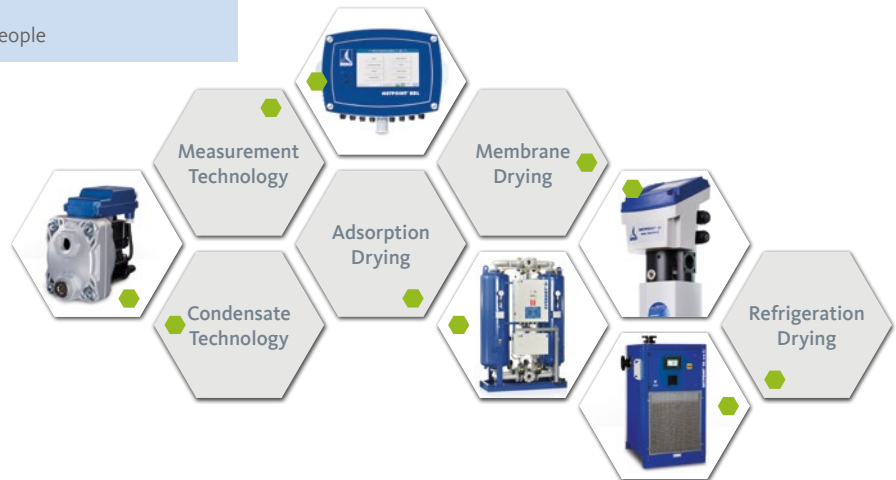 eople
METPOINT® BDL
Measurement
Technology
Membrane
Drying
Adsorption
Drying
Condensate
Technology
Refrigeration
Drying